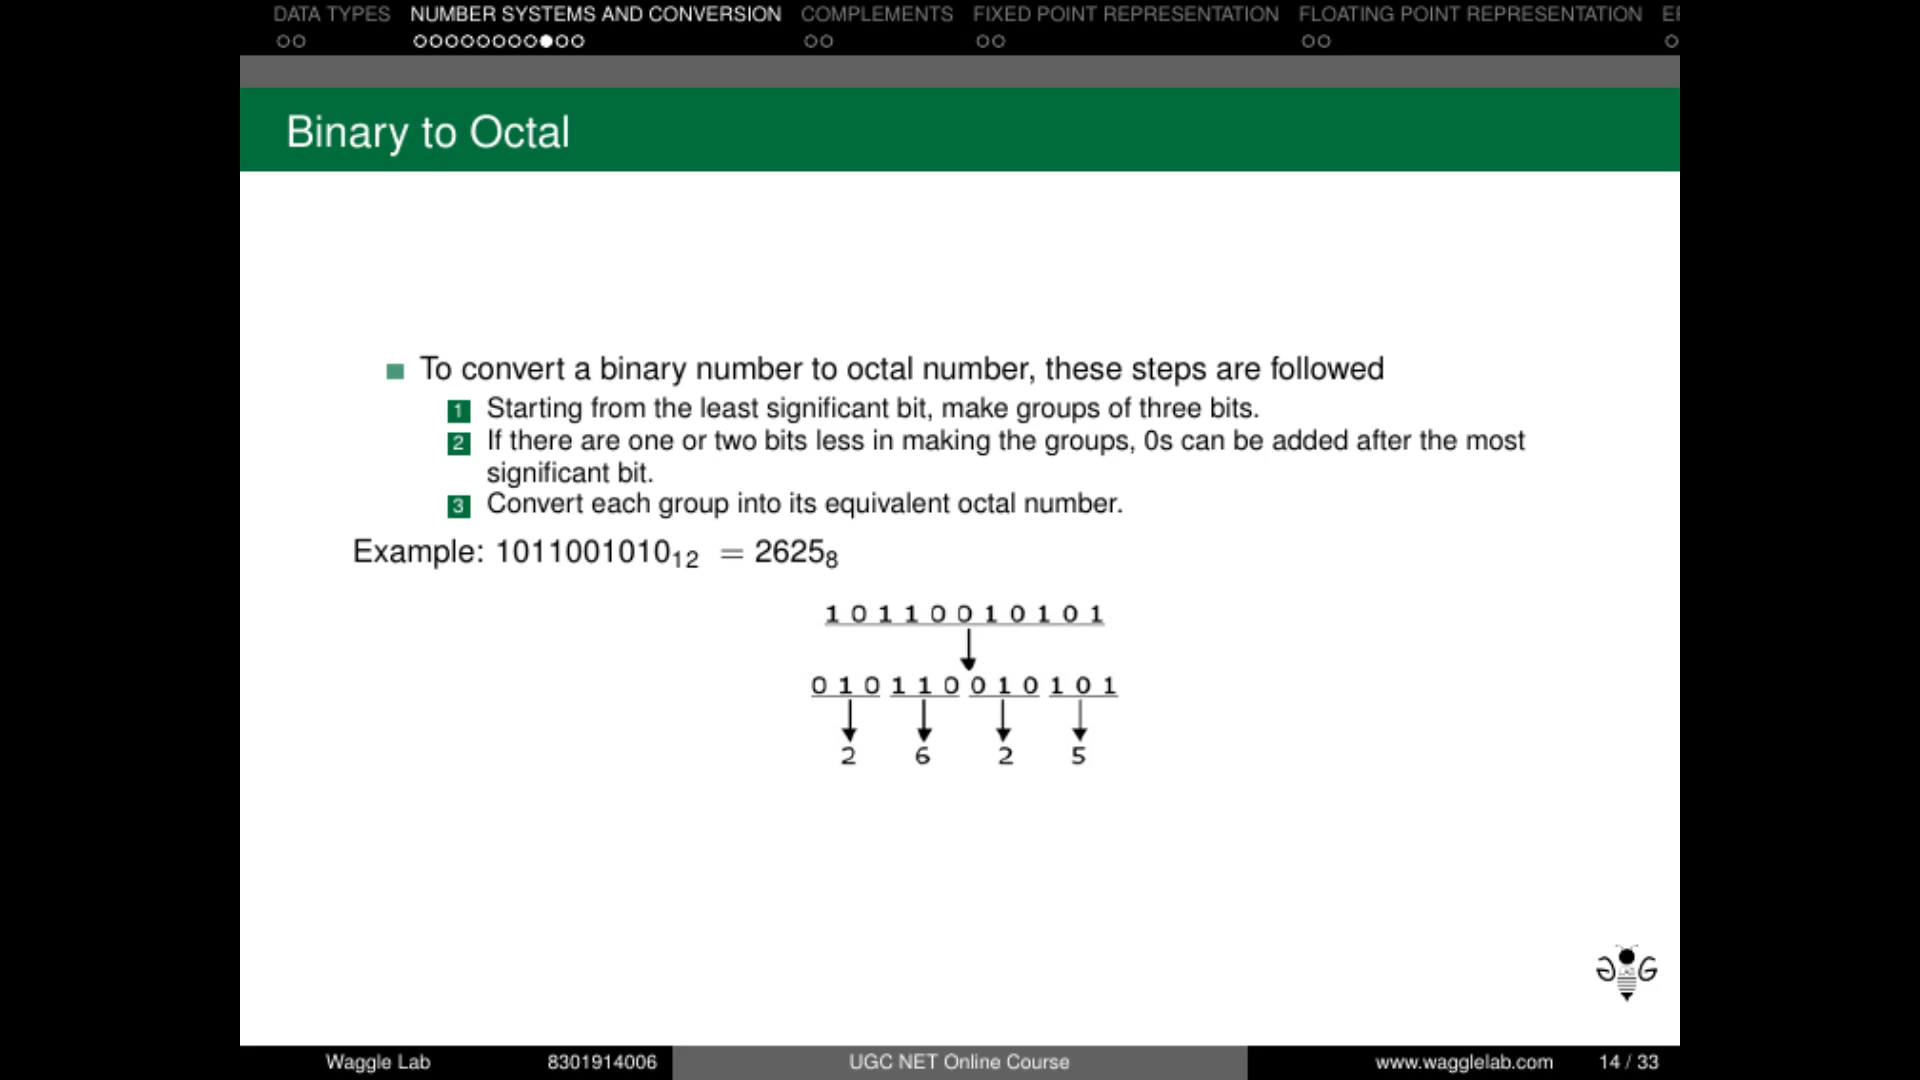 DATA TYPES NUMBER SYSTEMS AND CONVERSION COMPLEMENTS FIXED POINT REPRESENTATION FLOATING POINT REPRESENTATION
Binary to Octal
To convert a binary number to octal number, these steps are followed
1 Starting from the least significant bit, make groups of three bits.
2 If there are one or two bits less in making the groups, 0s can be added after the most
significant bit.
3 Convert each group into its equivalent octal number.
Example: 1011001010₁₂ = 2625₈
1 0 1 1 0 0 1 0 1 0 1
0 1 0 1 1 0 0 1 0 1 0 1
2 6 2 5
Waggle Lab 8301914006 UGC NET Online Course www.wagglelab.com 14 / 33